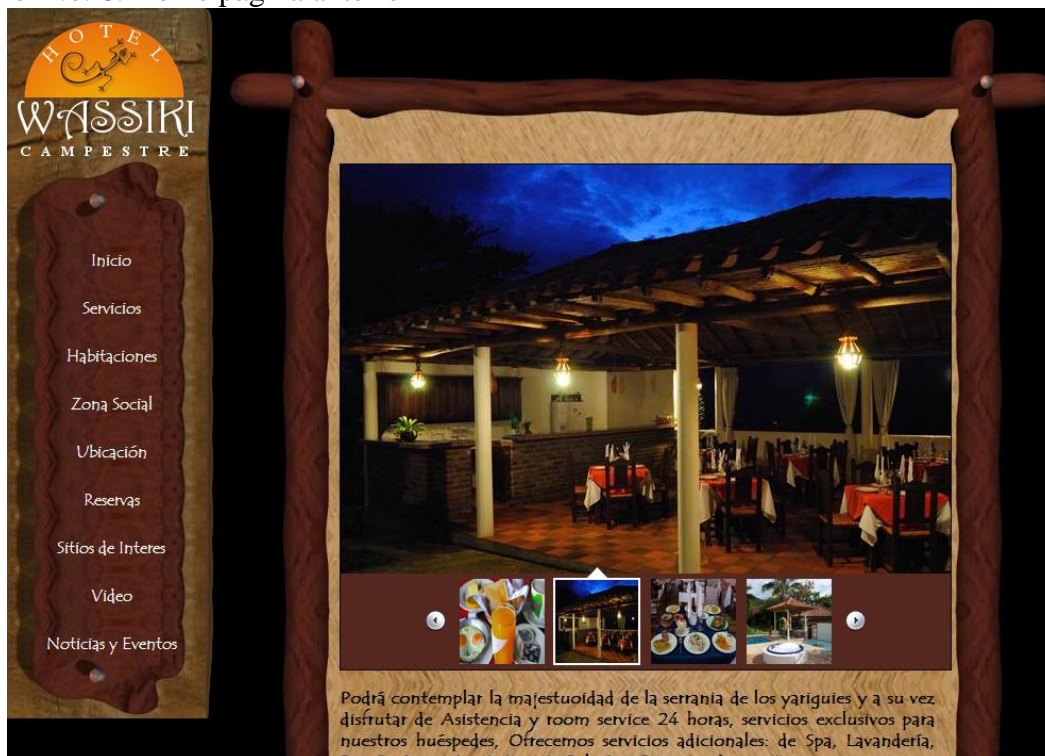 HOTEL
WASSIKI
CAMPESTRE
Inicio
Servicios
Habitaciones
Zona Social
Ubicación
Reservas
Sitios de Interes
Video
Noticias y Eventos
Podrá contemplar la majestuoidad de la serrania de los yariguies y a su vez
disfrutar de Asistencia y room service 24 horas, servicios exclusivos para
nuestros huéspedes, Ofrecemos servicios adicionales: de Spa, Lavandería,